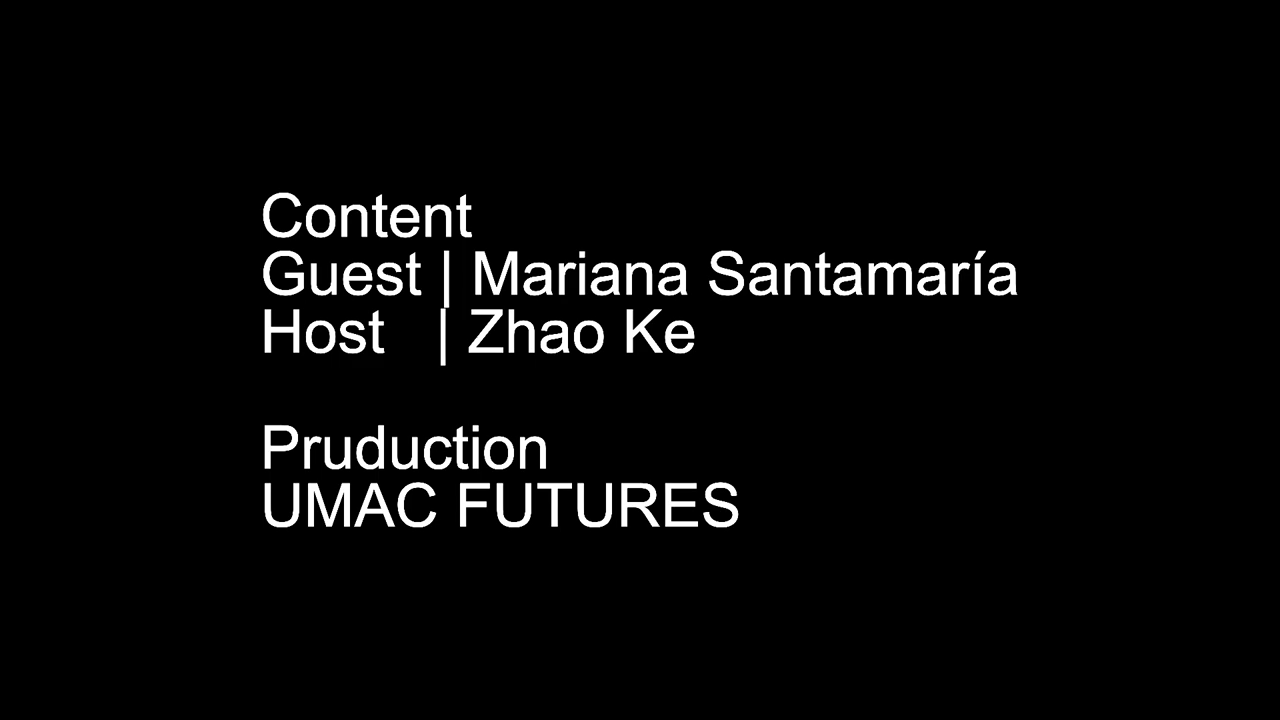 Content
Guest | Mariana Santamaría
Host | Zhao Ke
Pruduction
UMAC FUTURES